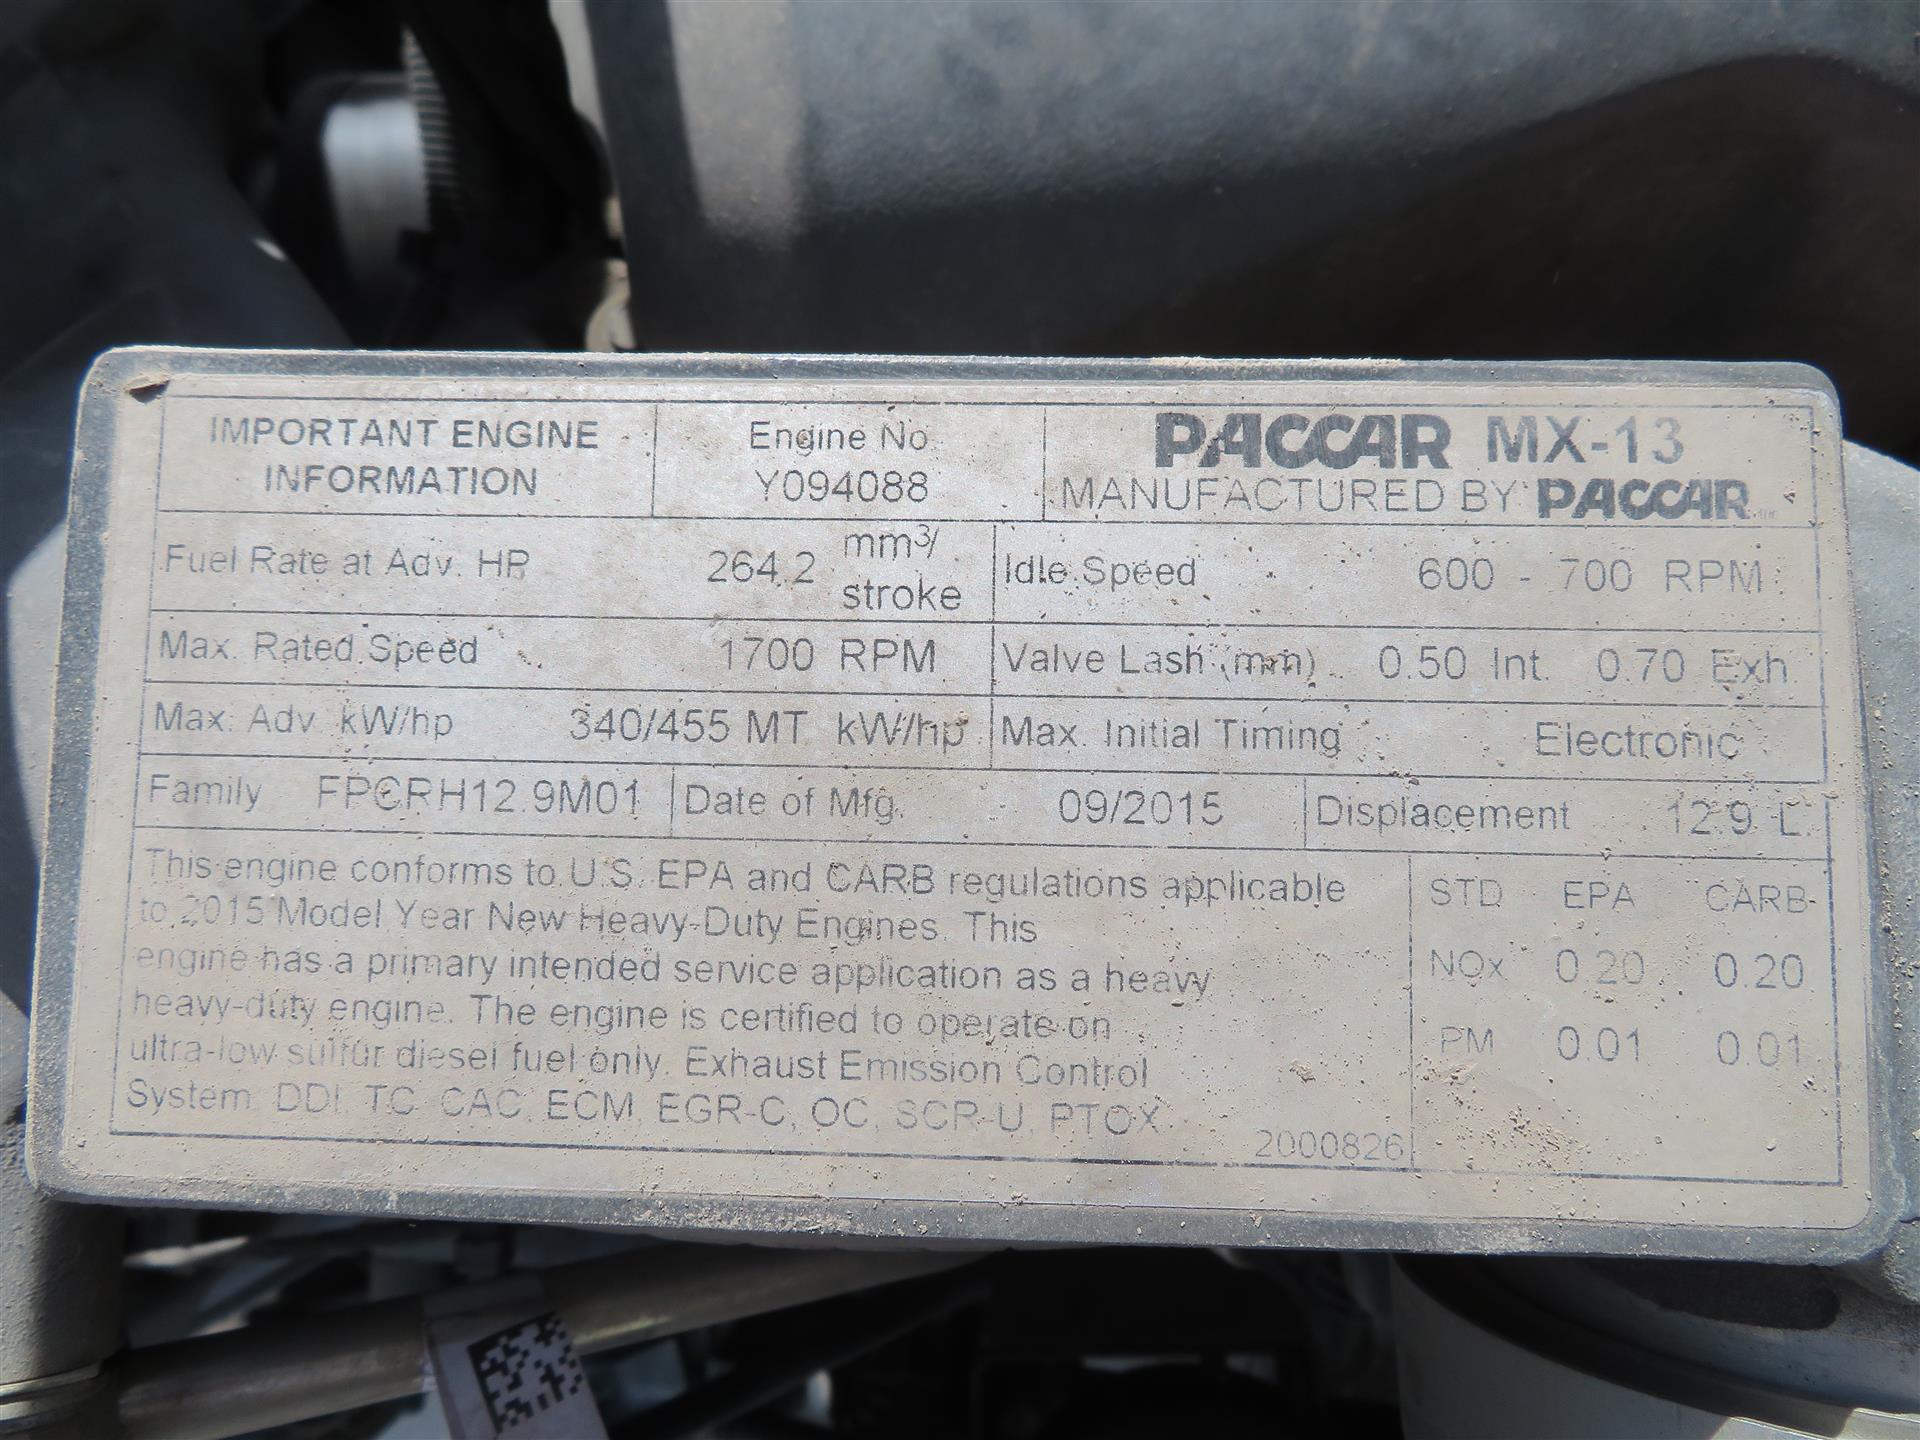 IMPORTANT ENGINE
INFORMATION
Engine No
Y094088
PACCAR MX-13
MANUFACTURED BY PACCAR
Fuel Rate at Adv. HP 264.2 mm³/
stroke
Idle Speed 600 - 700 RPM
Max. Rated Speed 1700 RPM
Valve Lash (mm) 0.50 Int. 0.70 Exh.
Max. Adv. kW/hp 340/455 MT kW/hp
Max. Initial Timing Electronic
Family FPCRH12.9M01
Date of Mfg. 09/2015
Displacement 12.9 L.
This engine conforms to U.S. EPA and CARB regulations applicable
to 2015 Model Year New Heavy-Duty Engines. This
engine has a primary intended service application as a heavy
heavy-duty engine. The engine is certified to operate on
ultra-low sulfur diesel fuel only. Exhaust Emission Control
System DDI, TC, CAC, ECM, EGR-C, OC, SCR-U, PTOX
2000826
STD EPA CARB
NOx 0.20 0.20
PM 0.01 0.01